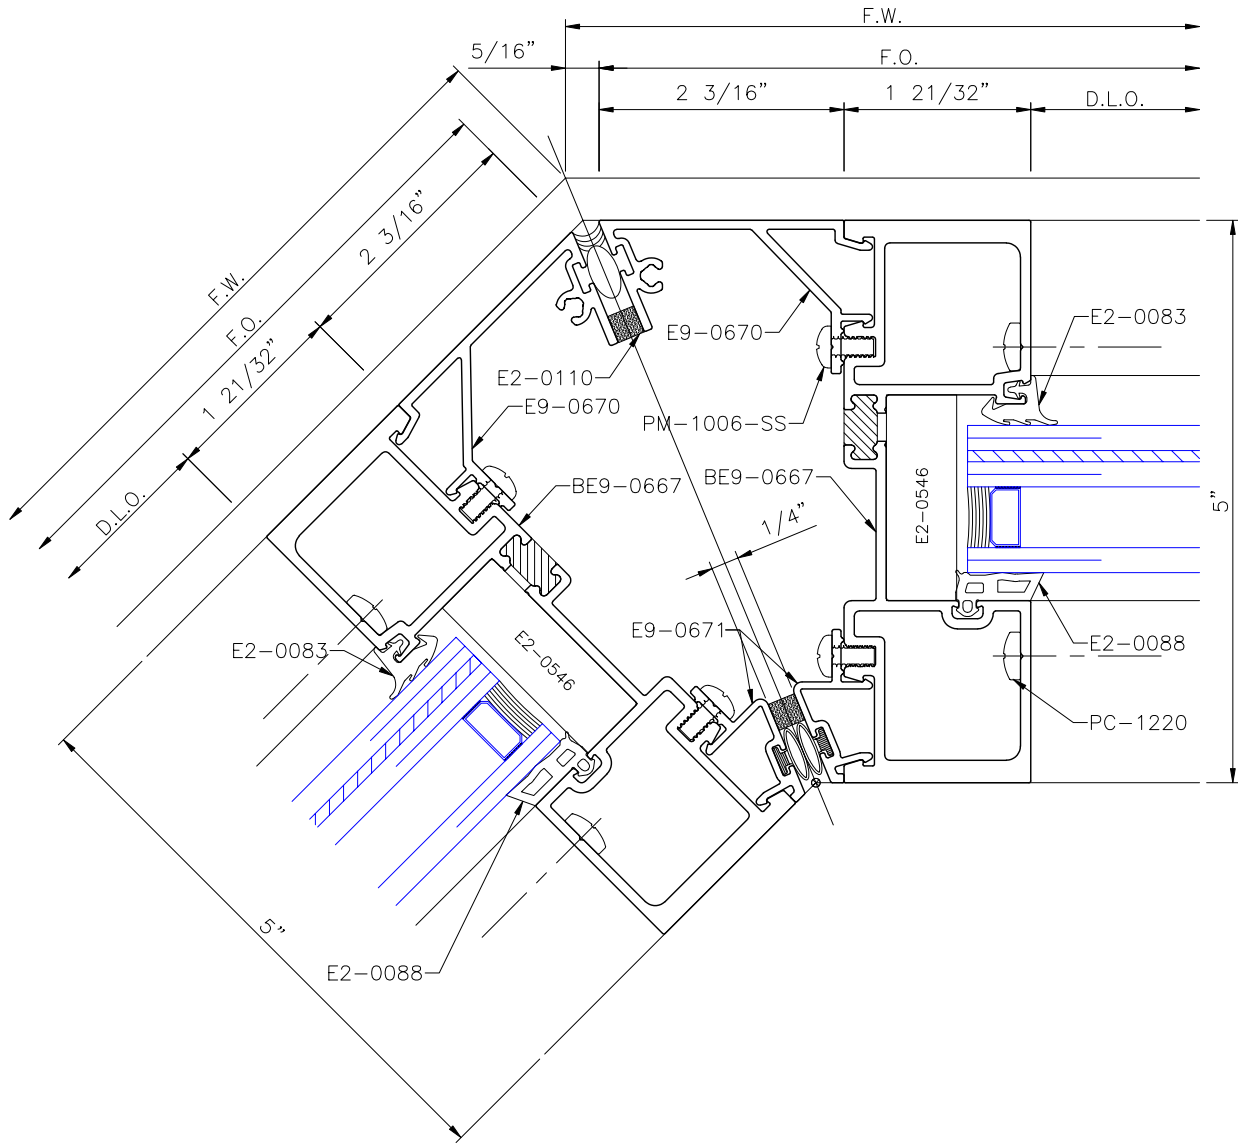 F.W.
5/16”
F.O.
2 3/16”
1 21/32”
D.L.O.
2 3/16”
F.W.
F.O.
1 21/32”
D.L.O.
E9-0670
E2-0083
E2-0110
E9-0670
PM-1006-SS
BE9-0667
BE9-0667
E2-0546
5”
1/4”
E9-0671
E2-0083
E2-0546
E2-0088
PC-1220
5”
E2-0088